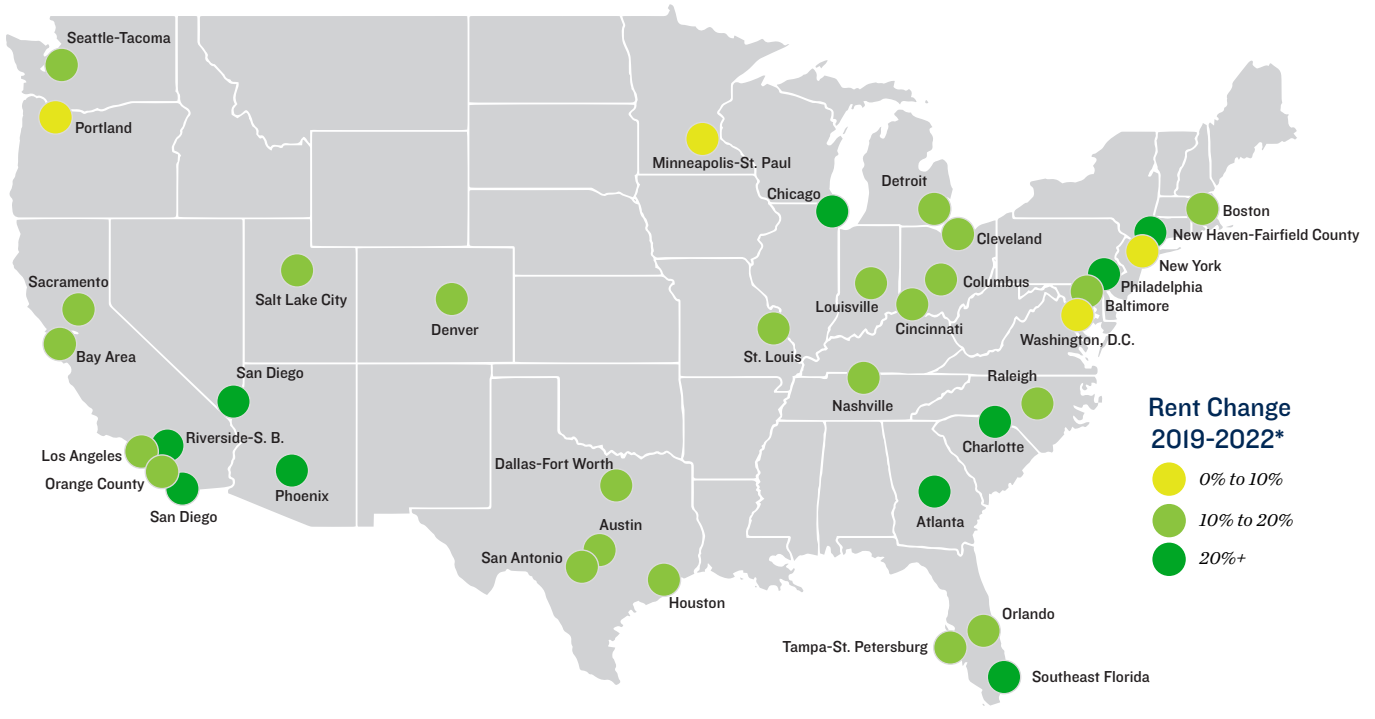 Seattle-Tacoma
Portland
Minneapolis-St. Paul
Chicago
Detroit
Boston
Cleveland
New Haven-Fairfield County
New York
Sacramento
Salt Lake City
Denver
Louisville
Columbus
Philadelphia
Baltimore
Cincinnati
Washington, D.C.
Bay Area
St. Louis
San Diego
Nashville
Raleigh
Riverside-S. B.
Los Angeles
Orange County
Phoenix
San Diego
Dallas-Fort Worth
Charlotte
Austin
Atlanta
San Antonio
Houston
Orlando
Tampa-St. Petersburg
Southeast Florida
Rent Change
2019-2022*
0% to 10%
10% to 20%
20%+